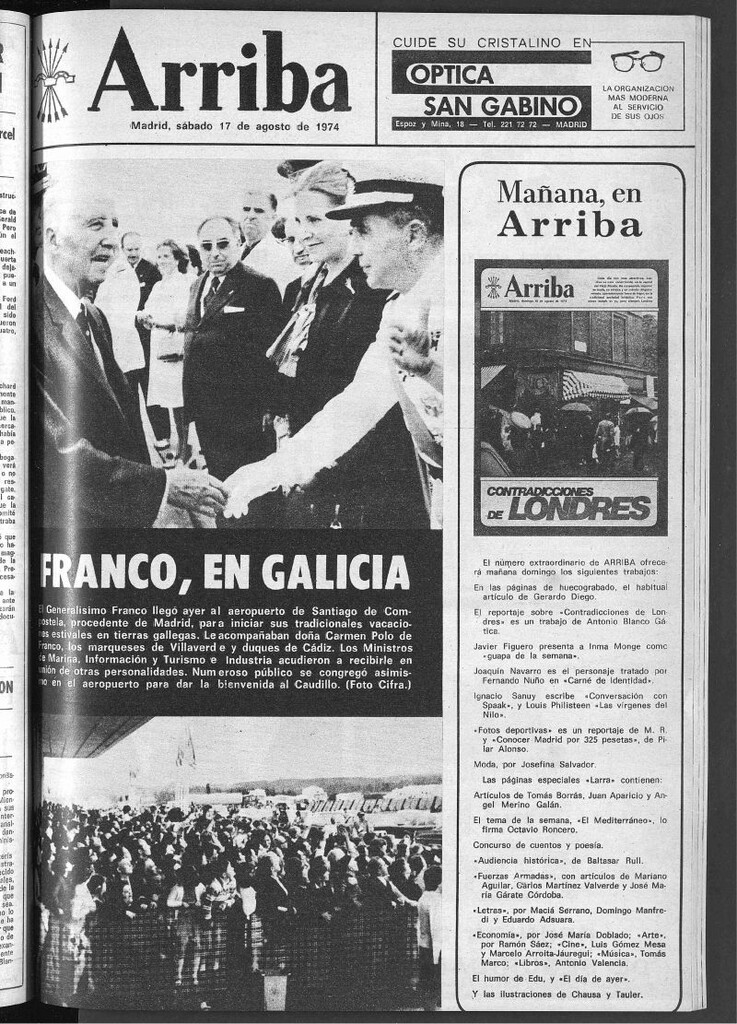 Arriba
Madrid, sábado 17 de agosto de 1974
CUIDE SU CRISTALINO EN
OPTICA
SAN GABINO
Espoz y Mina, 18 — Tel. 221 72 72 — MADRID
LA ORGANIZACION
MAS MODERNA
AL SERVICIO
DE SUS OJOS
FRANCO, EN GALICIA
El Generalísimo Franco llegó ayer al aeropuerto de Santiago de Com-
postela, procedente de Madrid, para iniciar sus tradicionales vacacio-
nes estivales en tierras gallegas. Le acompañaban doña Carmen Polo de
Franco, los marqueses de Villaverde y duques de Cádiz. Los Ministros
de Marina, Información y Turismo e Industria acudieron a recibirle en
unión de otras personalidades. Numeroso público se congregó asimis-
mo en el aeropuerto para dar la bienvenida al Caudillo. (Foto Cifra.)
Mañana, en
Arriba
Arriba
CONTRADICCIONES
DE LONDRES
El número extraordinario de ARRIBA ofrece-
rá mañana domingo los siguientes trabajos:
En las páginas de huecograbado, el habitual
artículo de Gerardo Diego.
El reportaje sobre «Contradicciones de Lon-
dres» es un trabajo de Antonio Blanco Gá-
tica.
Javier Figuero presenta a Inma Monge como
«guapa de la semana».
Joaquín Navarro es el personaje tratado por
Fernando Nuño en «Carné de identidad».
Ignacio Sanuy escribe «Conversación con
Spaak», y Louis Philisteen «Las vírgenes del
Nilo».
«Fotos deportivas» es un reportaje de M. R.
y «Conocer Madrid por 325 pesetas», de Pi-
lar Alonso.
Moda, por Josefina Salvador.
Las páginas especiales «Larra» contienen:
Artículos de Tomás Borrás, Juan Aparicio y An-
gel Merino Galán.
El tema de la semana, «El Mediterráneo», lo
firma Octavio Roncero.
Concurso de cuentos y poesía.
«Audiencia histórica», de Baltasar Rull.
«Fuerzas Armadas», con artículos de Mariano
Aguilar, Carlos Martínez Valverde y José Ma-
ría Gárate Córdoba.
«Letras», por Maciá Serrano, Domingo Manfre-
di y Eduardo Adsuara.
«Economía», por José María Doblado; «Arte»,
por Ramón Sáez; «Cine», Luis Gómez Mesa
y Marcelo Arroita-Jáuregui; «Música», Tomás
Marco; «Libros», Antonio Valencia.
El humor de Edu, y «El día de ayer».
Y las ilustraciones de Chausa y Tauler.